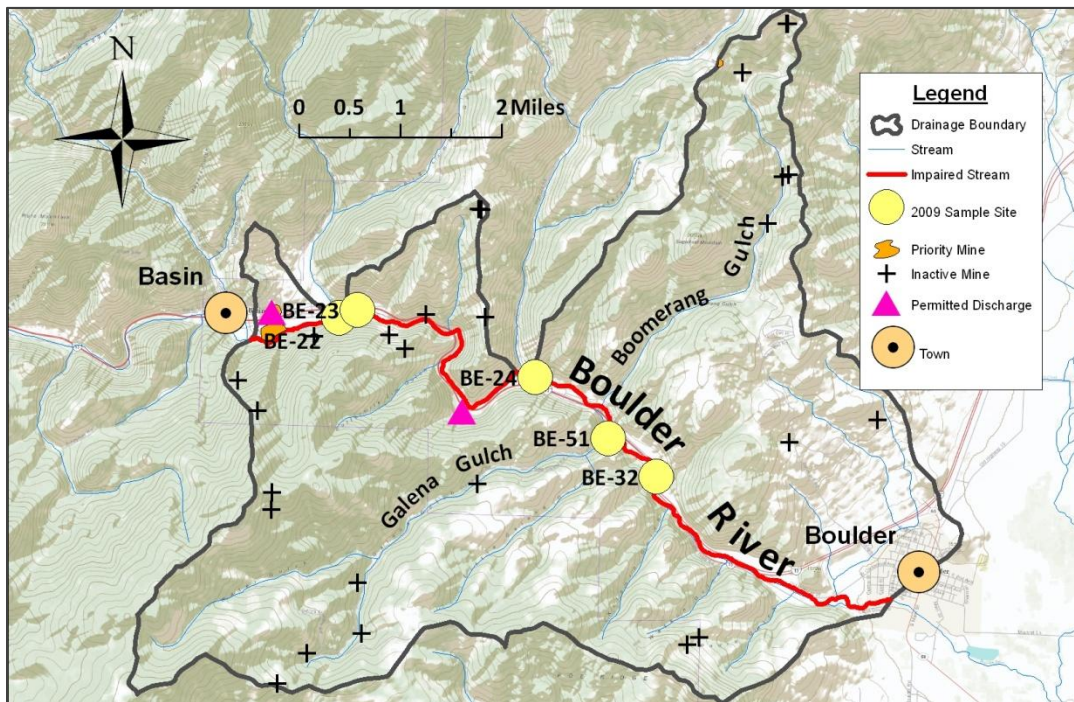 N
0 0.5 1 2 Miles
Legend
Drainage Boundary
Stream
Impaired Stream
2009 Sample Site
Priority Mine
Inactive Mine
Permitted Discharge
Town
Basin
BE-23
BE-22
BE-24
BE-51
BE-32
Boomerang Gulch
Galena Gulch
Boulder River
Boulder